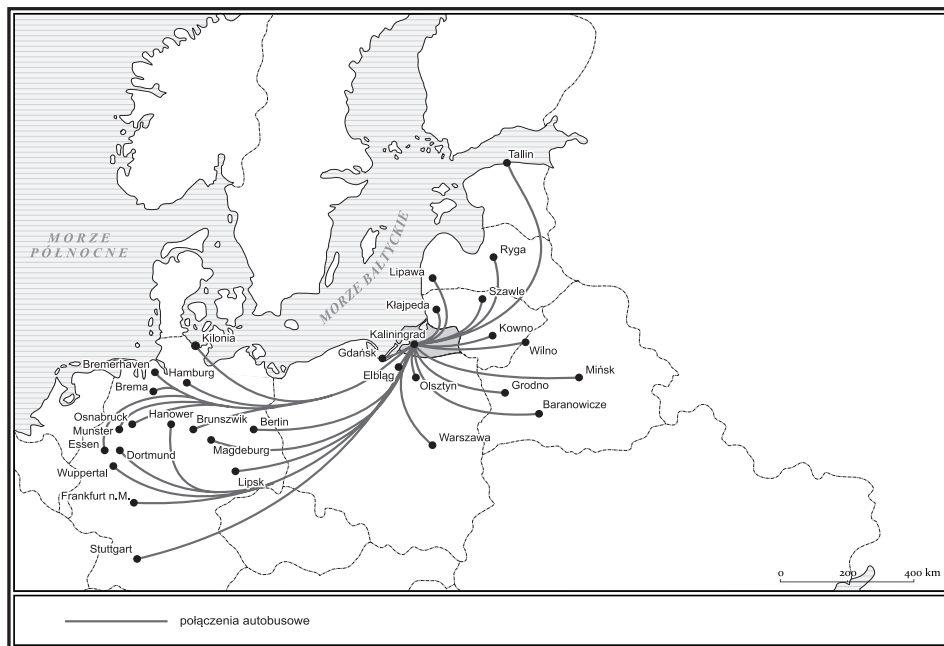 Tallin
MORZE
PÓŁNOCNE
MORZE BAŁTYCKIE
Ryga
Lipawa
Szawle
Kłajpeda
Kaliningrad
Kowno
Wilno
Kilonia
Gdańsk
Elbląg
Olsztyn
Mińsk
Grodno
Baranowicze
Bremerhaven
Hamburg
Brema
Osnabruck
Hanower
Brunszwik
Berlin
Munster
Essen
Dortmund
Magdeburg
Warszawa
Wuppertal
Lipsk
Frankfurt n.M.
Stuttgart
0 200 400 km
połączenia autobusowe